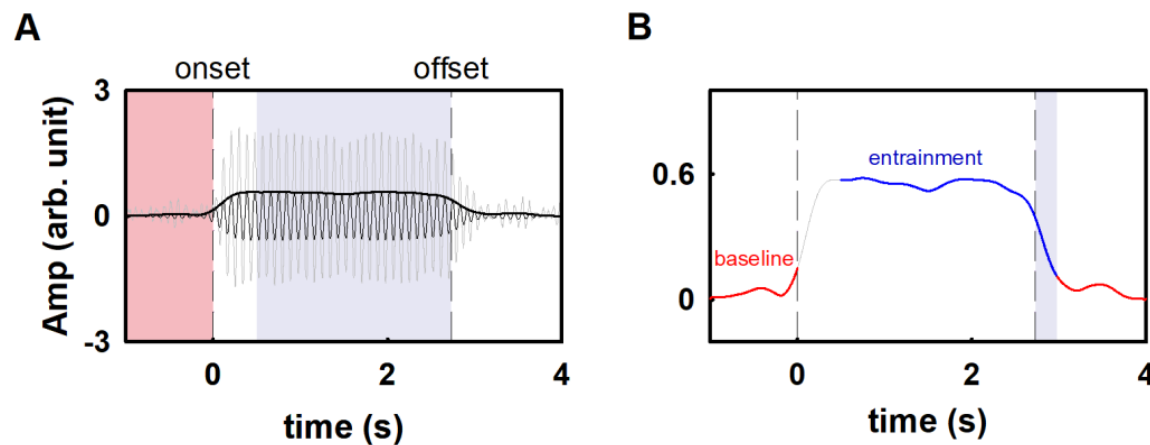 A
onset
offset
3
0
-3
Amp (arb. unit)
0
2
4
time (s)
B
0.6
0
entrainment
baseline
0
2
4
time (s)